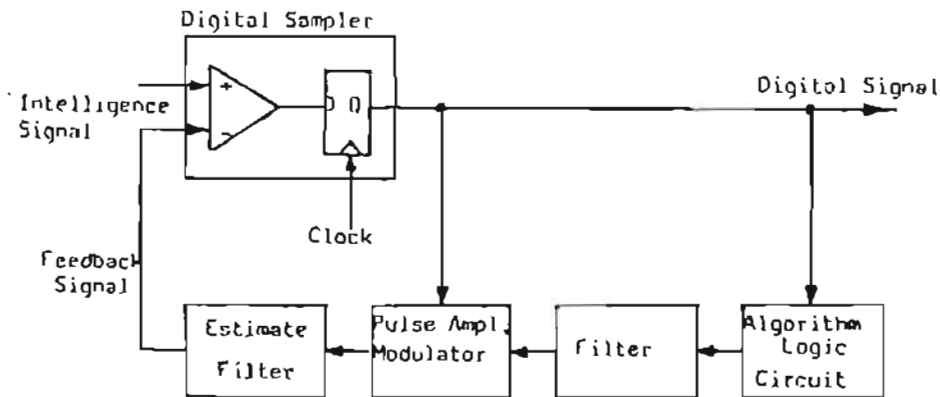 Digital Sampler
+
Intelligence
Signal
-
D Q
Digital Signal
Clock
Feedback
Signal
Estimate
Filter
Pulse Ampl.
Modulator
Filter
Algorithm
Logic
Circuit